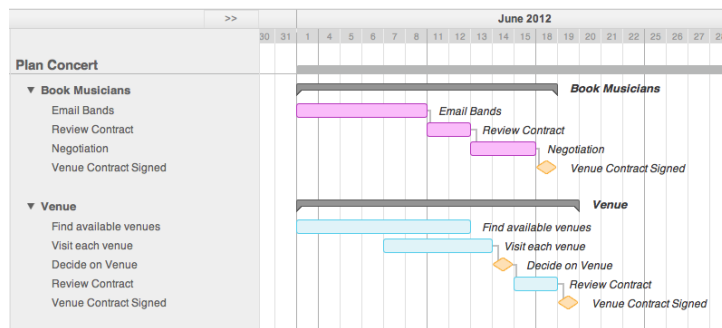 >> June 2012
30 31 1 4 5 6 7 8 11 12 13 14 15 18 19 20 21 22 25 26 27 28
Plan Concert
▼ Book Musicians Book Musicians
Email Bands Email Bands
Review Contract Review Contract
Negotiation Negotiation
Venue Contract Signed Venue Contract Signed
▼ Venue Venue
Find available venues Find available venues
Visit each venue Visit each venue
Decide on Venue Decide on Venue
Review Contract Review Contract
Venue Contract Signed Venue Contract Signed